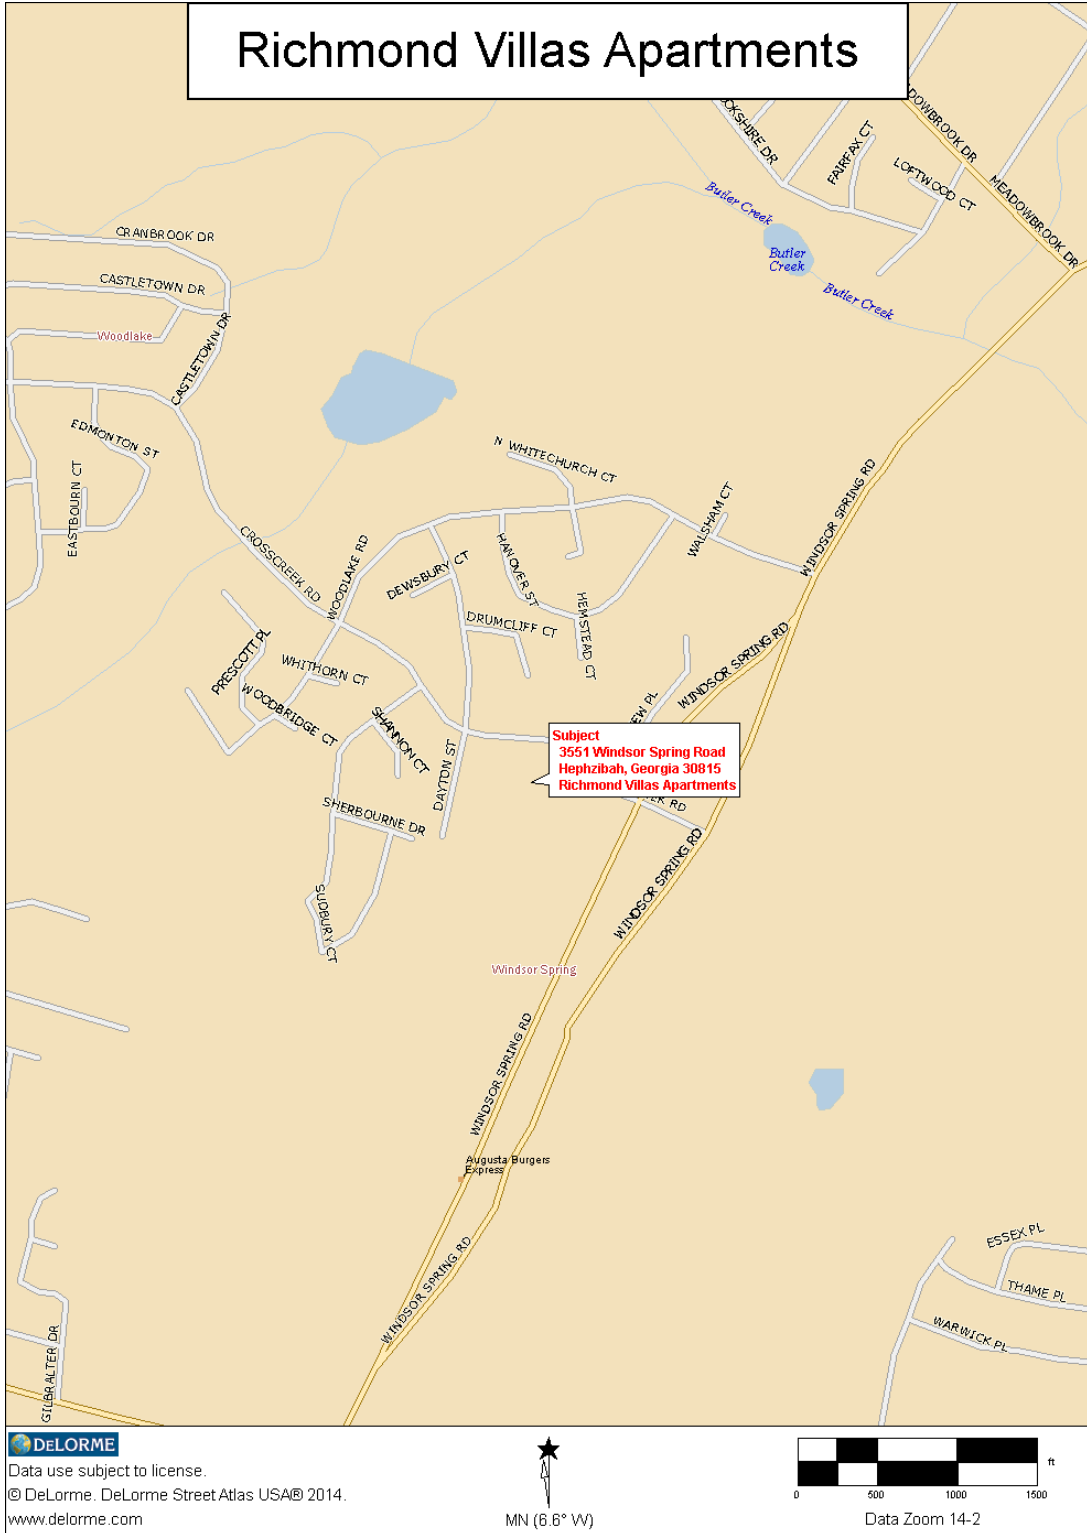 Richmond Villas Apartments
MEADOWBROOK DR
FAIRFAX CT
LOFTWOOD CT
MEADOWBROOK DR
Butler Creek
Butler
Creek
Butler Creek
CRANBROOK DR
CASTLETOWN DR
Woodlake
CASTLETOWN DR
EDMONTON ST
EASTBOURN CT
N WHITECHURCH CT
WALSHAM CT
WINDSOR SPRING RD
CROSSCREEK RD
WOODLAKE RD
DEWSBURY CT
HANOVER ST
DRUMCLIFF CT
HEMSTEAD CT
WINDSOR SPRING RD
PRESCOTT PL
WHITHORN CT
WOODBRIDGE CT
SHANNON CT
DAYTON ST
Subject
3551 Windsor Spring Road
Hephzibah, Georgia 30815
Richmond Villas Apartments
SHERBOURNE DR
WINDSOR SPRING RD
SUDBURY CT
Windsor Spring
WINDSOR SPRING RD
Augusta Burgers
Express
WINDSOR SPRING RD
ESSEX PL
THAME PL
WARWICK PL
GILBRALTER DR
DELORME
Data use subject to license.
© DeLorme. DeLorme Street Atlas USA® 2014.
www.delorme.com
MN (6.6° W)
ft
0 500 1000 1500
Data Zoom 14-2